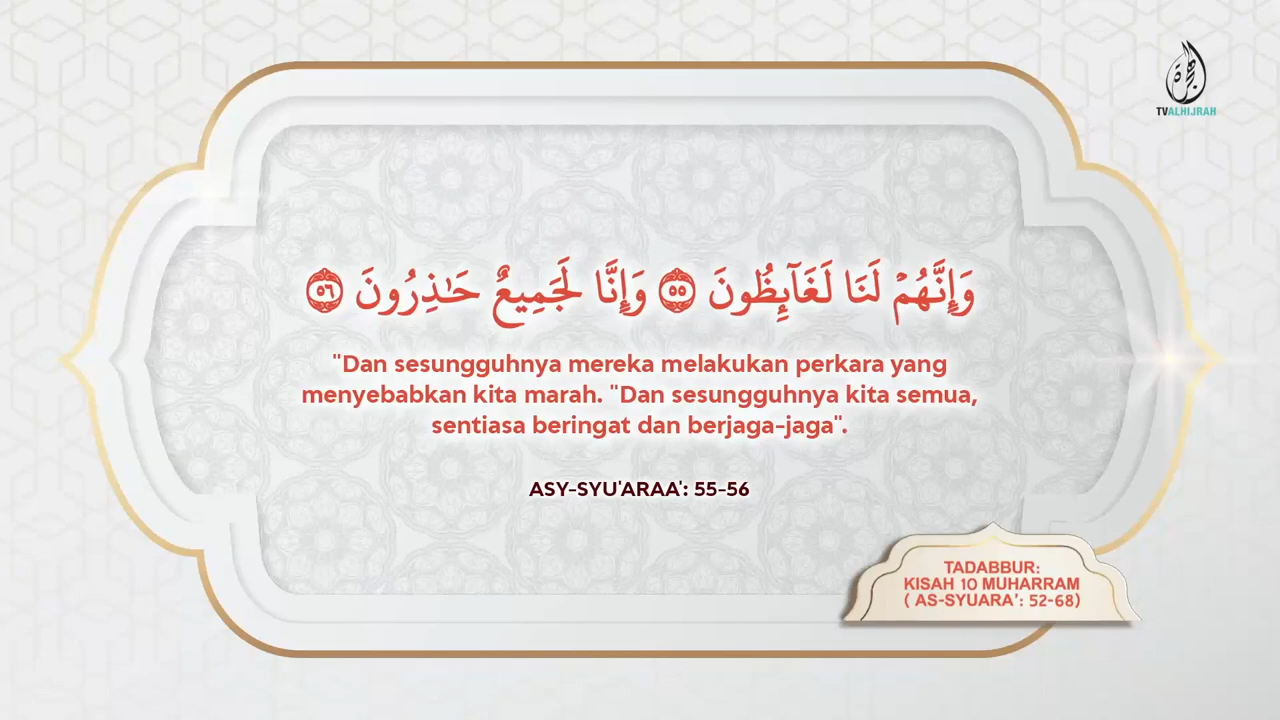 الهجرة
TVALHIJRAH
وَإِنَّهُمْ لَنَا لَغَآئِظُونَ ۝٥٥ وَإِنَّا لَجَمِيعٌ حَٰذِرُونَ ۝٥٦
"Dan sesungguhnya mereka melakukan perkara yang
menyebabkan kita marah. "Dan sesungguhnya kita semua,
sentiasa beringat dan berjaga-jaga".
ASY-SYU'ARAA': 55-56
TADABBUR:
KISAH 10 MUHARRAM
( AS-SYUARA’: 52-68)